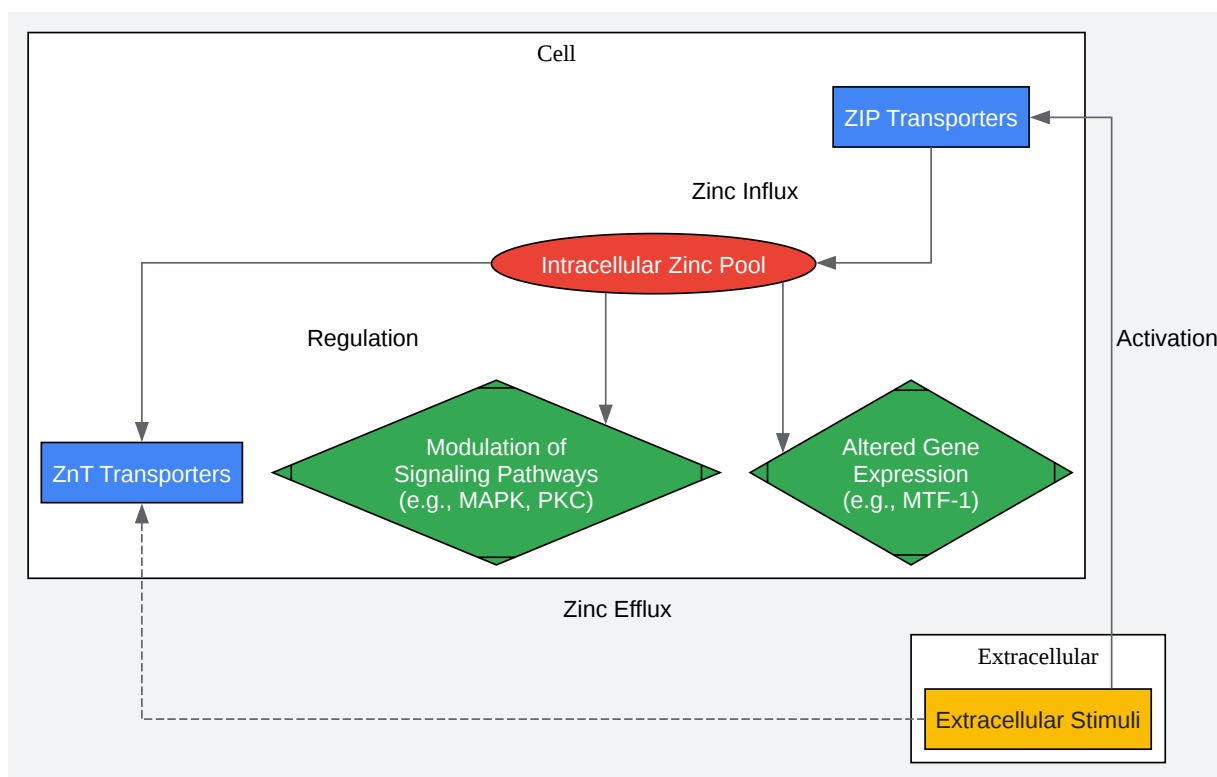 Cell
ZIP Transporters
Zinc Influx
Intracellular Zinc Pool
Regulation
Activation
Modulation of
Signaling Pathways
(e.g., MAPK, PKC)
Altered Gene
Expression
(e.g., MTF-1)
ZnT Transporters
Zinc Efflux
Extracellular
Extracellular Stimuli